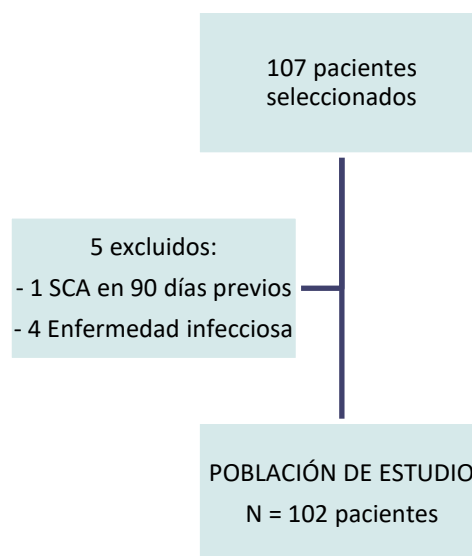 107 pacientes
seleccionados
5 excluidos:
- 1 SCA en 90 días previos
- 4 Enfermedad infecciosa
POBLACIÓN DE ESTUDIO
N = 102 pacientes